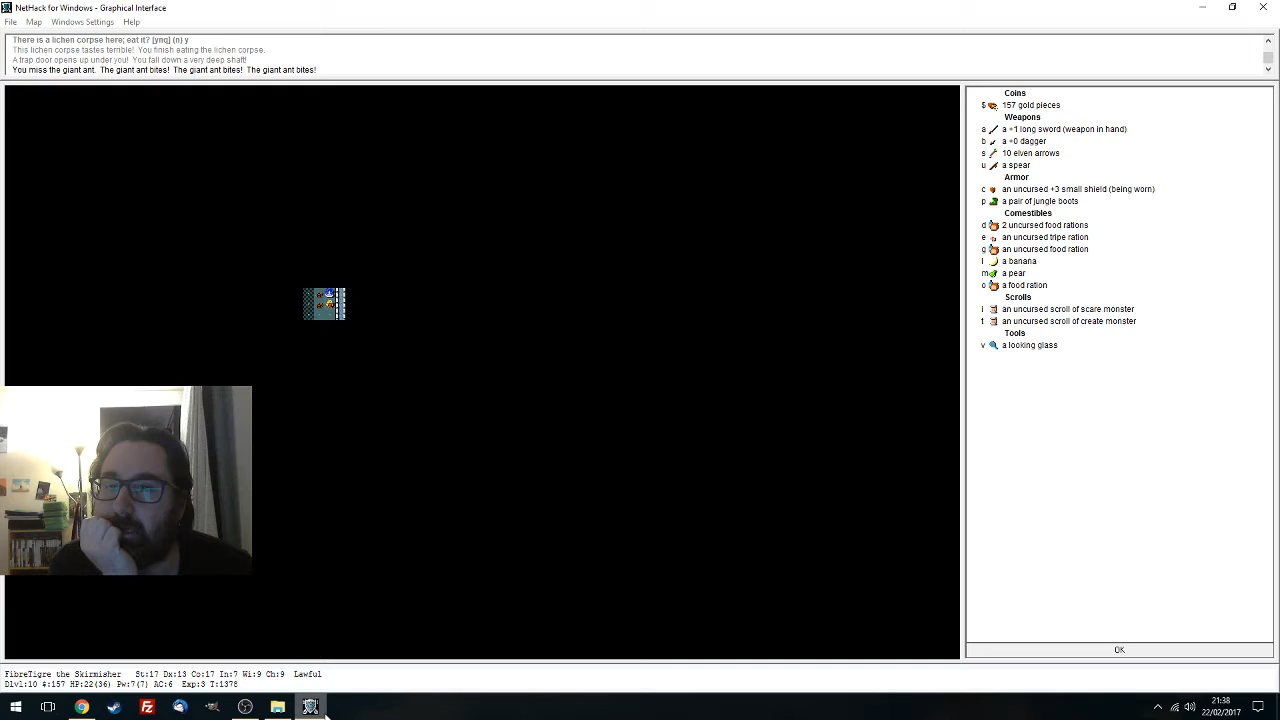 NetHack for Windows - Graphical Interface
File Map Windows Settings Help
There is a lichen corpse here; eat it? [ynq] (n) y
This lichen corpse tastes terrible! You finish eating the lichen corpse.
A trap door opens up under you! You fall down a very deep shaft!
You miss the giant ant. The giant ant bites! The giant ant bites! The giant ant bites!
Coins
$ 157 gold pieces
Weapons
a a +1 long sword (weapon in hand)
b a +0 dagger
s 10 elven arrows
u a spear
Armor
c an uncursed +3 small shield (being worn)
p a pair of jungle boots
Comestibles
d 2 uncursed food rations
e an uncursed tripe ration
g an uncursed food ration
l a banana
m a pear
o a food ration
Scrolls
i an uncursed scroll of scare monster
t an uncursed scroll of create monster
Tools
v a looking glass
OK
FibreTigre the Skirmisher St:17 Dx:13 Co:17 In:7 Wi:9 Ch:9 Lawful
Dlvl:10 $:157 HP:22(36) Pw:7(7) AC:6 Exp:3 T:1378
Fz
21:38
22/02/2017